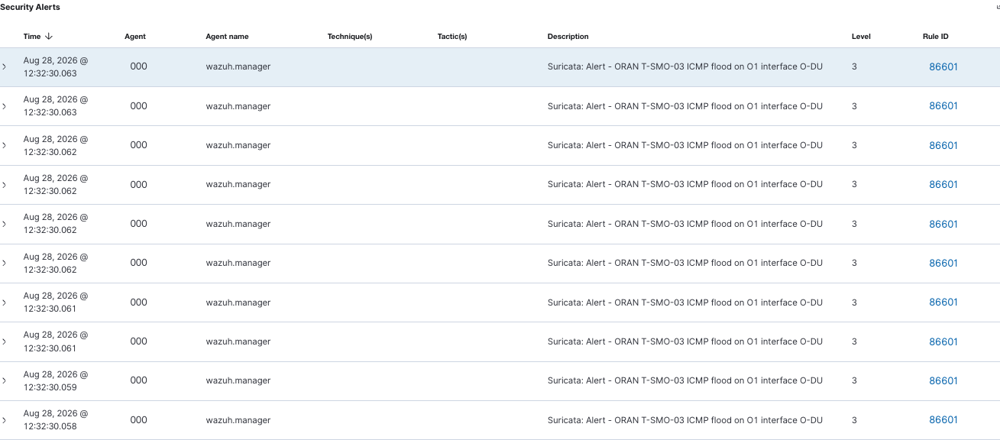 Security Alerts
Time Agent Agent name Technique(s) Tactic(s) Description Level Rule ID
Aug 28, 2026 @
12:32:30.063 000 wazuh.manager Suricata: Alert - ORAN T-SMO-03 ICMP flood on O1 interface O-DU 3 86601
Aug 28, 2026 @
12:32:30.063 000 wazuh.manager Suricata: Alert - ORAN T-SMO-03 ICMP flood on O1 interface O-DU 3 86601
Aug 28, 2026 @
12:32:30.062 000 wazuh.manager Suricata: Alert - ORAN T-SMO-03 ICMP flood on O1 interface O-DU 3 86601
Aug 28, 2026 @
12:32:30.062 000 wazuh.manager Suricata: Alert - ORAN T-SMO-03 ICMP flood on O1 interface O-DU 3 86601
Aug 28, 2026 @
12:32:30.062 000 wazuh.manager Suricata: Alert - ORAN T-SMO-03 ICMP flood on O1 interface O-DU 3 86601
Aug 28, 2026 @
12:32:30.062 000 wazuh.manager Suricata: Alert - ORAN T-SMO-03 ICMP flood on O1 interface O-DU 3 86601
Aug 28, 2026 @
12:32:30.061 000 wazuh.manager Suricata: Alert - ORAN T-SMO-03 ICMP flood on O1 interface O-DU 3 86601
Aug 28, 2026 @
12:32:30.061 000 wazuh.manager Suricata: Alert - ORAN T-SMO-03 ICMP flood on O1 interface O-DU 3 86601
Aug 28, 2026 @
12:32:30.059 000 wazuh.manager Suricata: Alert - ORAN T-SMO-03 ICMP flood on O1 interface O-DU 3 86601
Aug 28, 2026 @
12:32:30.058 000 wazuh.manager Suricata: Alert - ORAN T-SMO-03 ICMP flood on O1 interface O-DU 3 86601